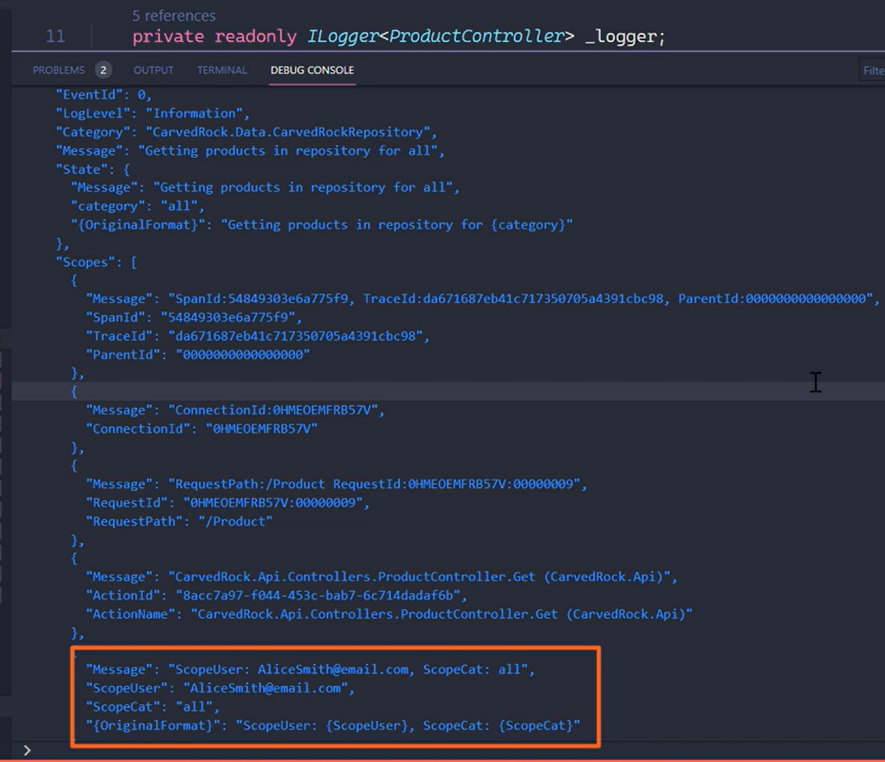 5 references
11 private readonly ILogger<ProductController> _logger;
PROBLEMS 2 OUTPUT TERMINAL DEBUG CONSOLE Filte
"EventId": 0,
"LogLevel": "Information",
"Category": "CarvedRock.Data.CarvedRockRepository",
"Message": "Getting products in repository for all",
"State": {
"Message": "Getting products in repository for all",
"category": "all",
"{OriginalFormat}": "Getting products in repository for {category}"
},
"Scopes": [
{
"Message": "SpanId:54849303e6a775f9, TraceId:da671687eb41c717350705a4391cbc98, ParentId:0000000000000000",
"SpanId": "54849303e6a775f9",
"TraceId": "da671687eb41c717350705a4391cbc98",
"ParentId": "0000000000000000"
},
{
"Message": "ConnectionId:0HMEOEMFRB57V",
"ConnectionId": "0HMEOEMFRB57V"
},
{
"Message": "RequestPath:/Product RequestId:0HMEOEMFRB57V:00000009",
"RequestId": "0HMEOEMFRB57V:00000009",
"RequestPath": "/Product"
},
{
"Message": "CarvedRock.Api.Controllers.ProductController.Get (CarvedRock.Api)",
"ActionId": "8acc7a97-f044-453c-bab7-6c714dadaf6b",
"ActionName": "CarvedRock.Api.Controllers.ProductController.Get (CarvedRock.Api)"
},
"Message": "ScopeUser: AliceSmith@email.com, ScopeCat: all",
"ScopeUser": "AliceSmith@email.com",
"ScopeCat": "all",
"{OriginalFormat}": "ScopeUser: {ScopeUser}, ScopeCat: {ScopeCat}"
>